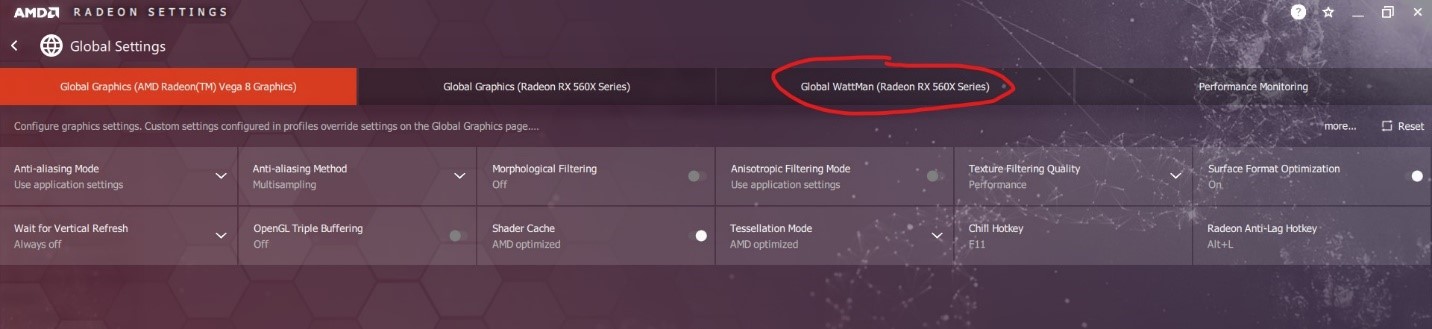 AMD RADEON SETTINGS
Global Settings
Global Graphics (AMD Radeon(TM) Vega 8 Graphics) Global Graphics (Radeon RX 560X Series) Global WattMan (Radeon RX 560X Series) Performance Monitoring
Configure graphics settings. Custom settings configured in profiles override settings on the Global Graphics page.... more... Reset
Anti-aliasing Mode Anti-aliasing Method Morphological Filtering Anisotropic Filtering Mode Texture Filtering Quality Surface Format Optimization
Use application settings Multisampling Off Use application settings Performance On
Wait for Vertical Refresh OpenGL Triple Buffering Shader Cache Tessellation Mode Chill Hotkey Radeon Anti-Lag Hotkey
Always off Off AMD optimized AMD optimized F11 Alt+L